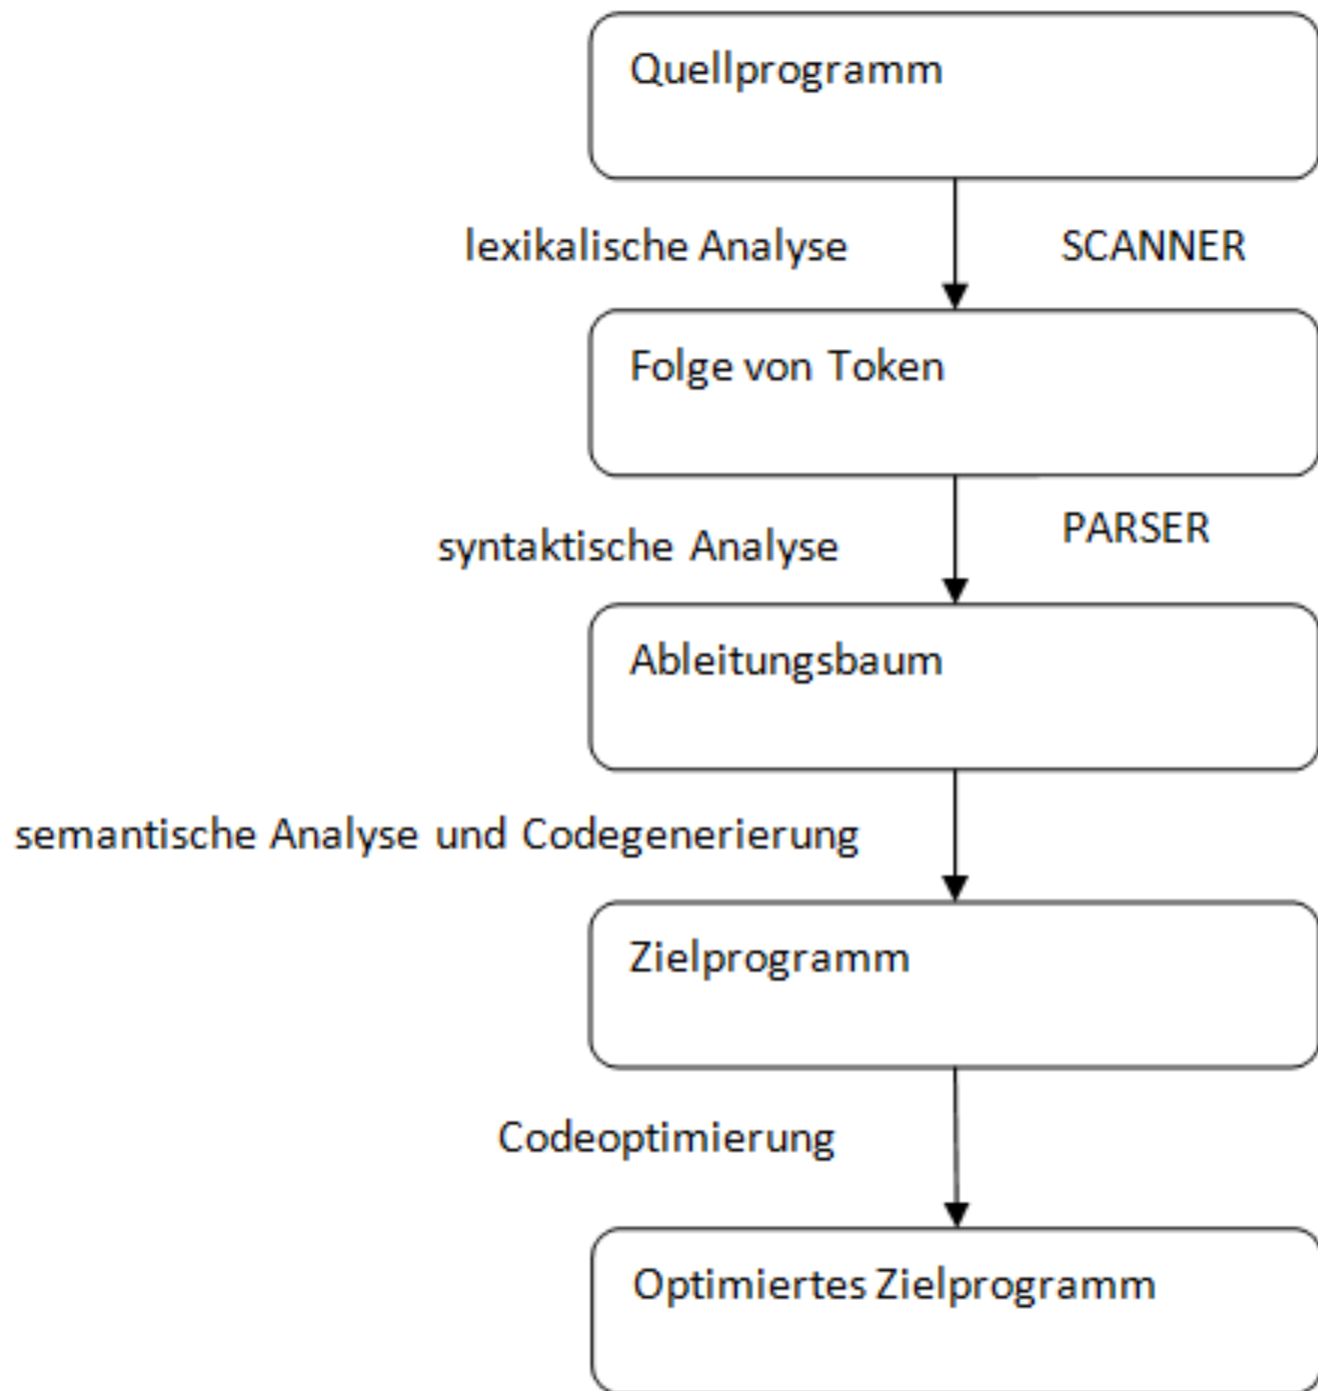 Quellprogramm
lexikalische Analyse SCANNER
Folge von Token
syntaktische Analyse PARSER
Ableitungsbaum
semantische Analyse und Codegenerierung
Zielprogramm
Codeoptimierung
Optimiertes Zielprogramm